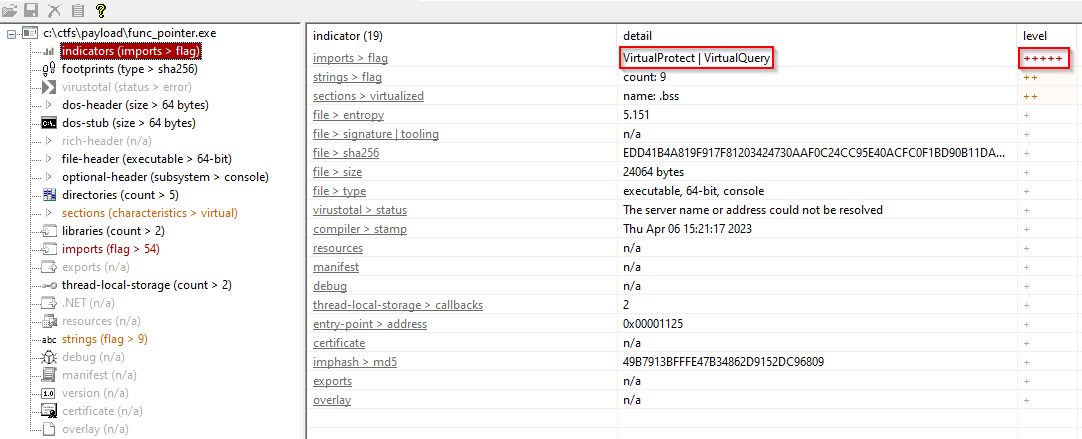 c:\ctfs\payload\func_pointer.exe
indicators (imports > flag)
footprints (type > sha256)
virustotal (status > error)
dos-header (size > 64 bytes)
dos-stub (size > 64 bytes)
rich-header (n/a)
file-header (executable > 64-bit)
optional-header (subsystem > console)
directories (count > 5)
sections (characteristics > virtual)
libraries (count > 2)
imports (flag > 54)
exports (n/a)
thread-local-storage (count > 2)
.NET (n/a)
resources (n/a)
abc strings (flag > 9)
debug (n/a)
manifest (n/a)
1.0 version (n/a)
certificate (n/a)
overlay (n/a)
indicator (19) detail level
imports > flag VirtualProtect | VirtualQuery +++++
strings > flag count: 9 ++
sections > virtualized name: .bss ++
file > entropy 5.151 +
file > signature | tooling n/a +
file > sha256 EDD41B4A819F917F81203424730AAF0C24CC95E40ACFC0F1BD90B11DA... +
file > size 24064 bytes +
file > type executable, 64-bit, console +
virustotal > status The server name or address could not be resolved +
compiler > stamp Thu Apr 06 15:21:17 2023 +
resources n/a +
manifest n/a +
debug n/a +
thread-local-storage > callbacks 2 +
entry-point > address 0x00001125 +
certificate n/a +
imphash > md5 49B7913BFFFE47B34862D9152DC96809 +
exports n/a +
overlay n/a +